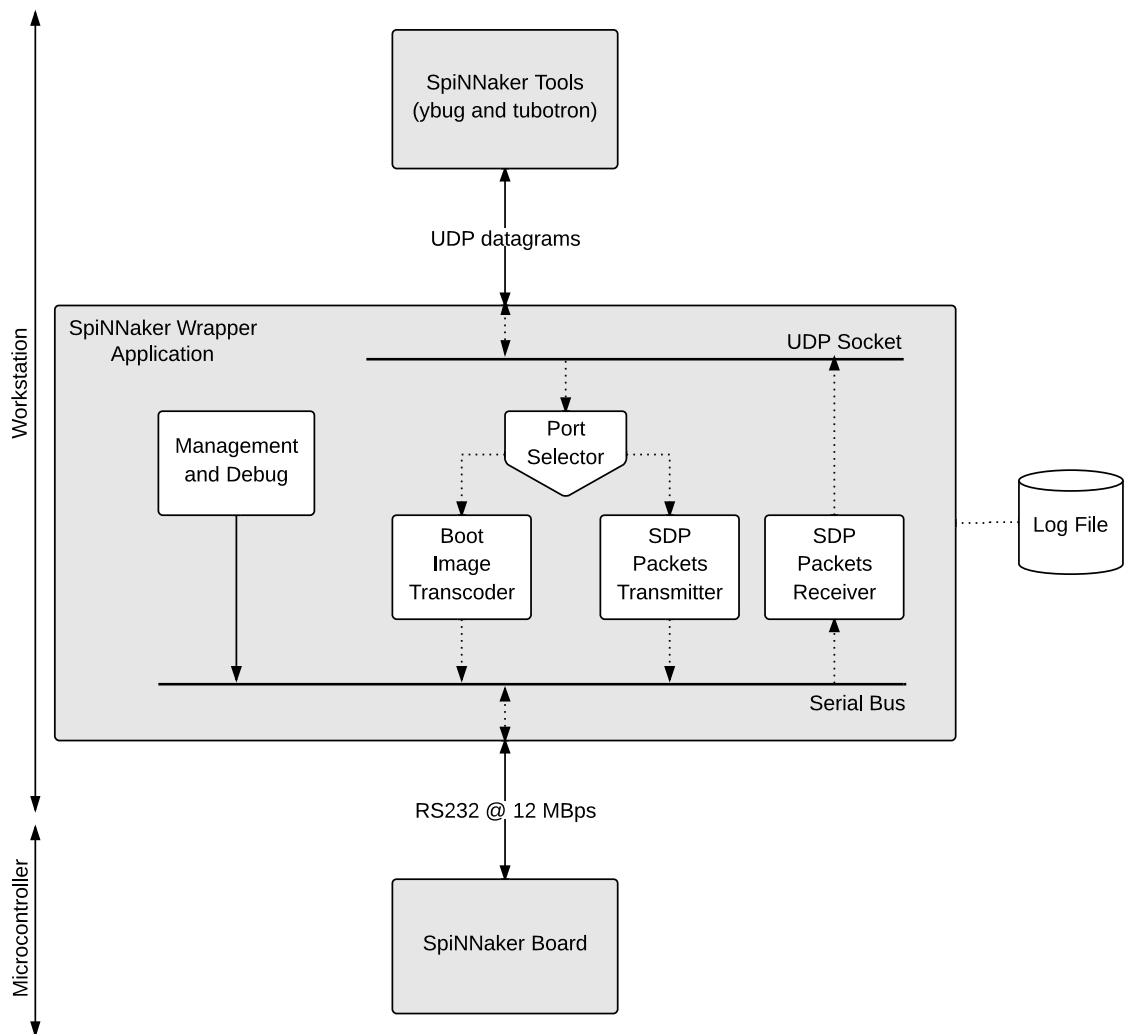 SpiNNaker Tools
(ybug and tubotron)
UDP datagrams
Workstation
SpiNNaker Wrapper
Application
UDP Socket
Management
and Debug
Port
Selector
Boot
Image
Transcoder
SDP
Packets
Transmitter
SDP
Packets
Receiver
Log File
Serial Bus
RS232 @ 12 MBps
Microcontroller
SpiNNaker Board